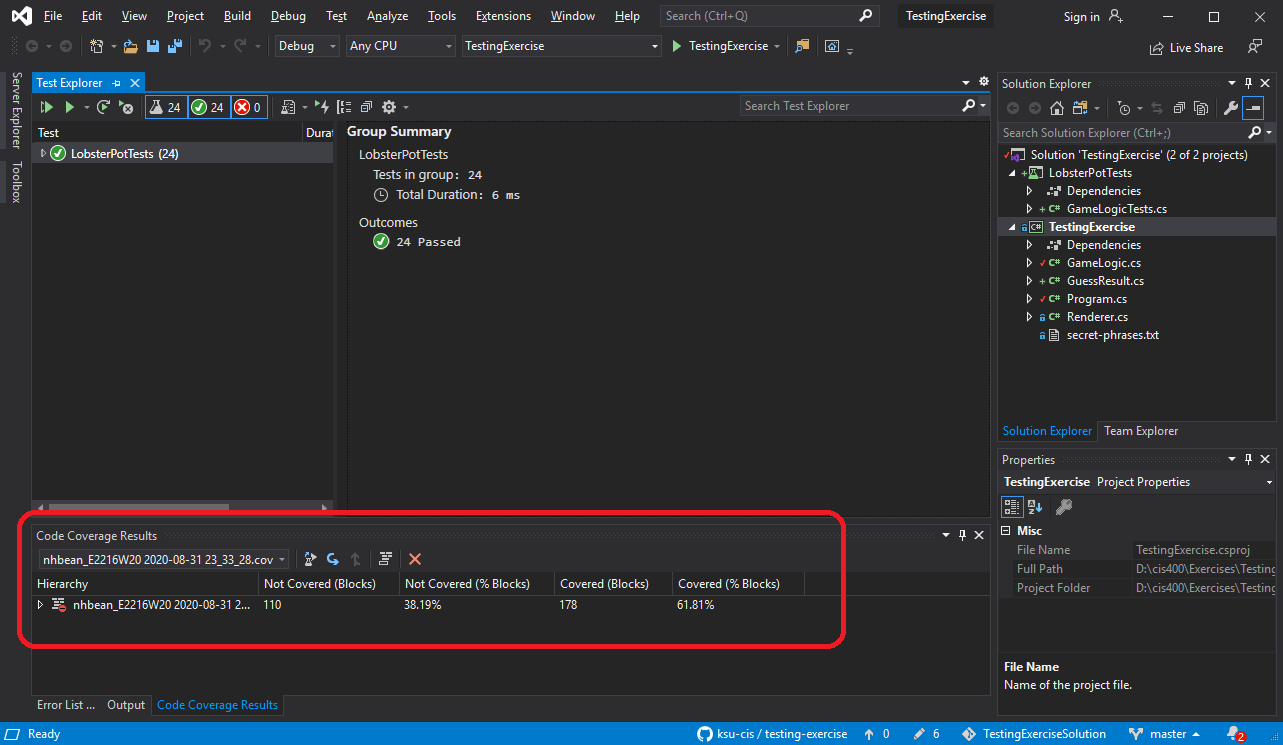 File Edit View Project Build Debug Test Analyze Tools Extensions Window Help Search (Ctrl+Q) TestingExercise Sign in
Debug Any CPU TestingExercise TestingExercise Live Share
Server Explorer
Toolbox
Test Explorer
24 24 0 Search Test Explorer
Test Durat
LobsterPotTests (24)
Group Summary
LobsterPotTests
Tests in group: 24
Total Duration: 6 ms
Outcomes
24 Passed
Code Coverage Results
nhbean_E2216W20 2020-08-31 23_33_28.cov
Hierarchy Not Covered (Blocks) Not Covered (% Blocks) Covered (Blocks) Covered (% Blocks)
nhbean_E2216W20 2020-08-31 2... 110 38.19% 178 61.81%
Error List ... Output Code Coverage Results
Solution Explorer
Search Solution Explorer (Ctrl+;)
Solution 'TestingExercise' (2 of 2 projects)
LobsterPotTests
Dependencies
C# GameLogicTests.cs
C# TestingExercise
Dependencies
C# GameLogic.cs
C# GuessResult.cs
C# Program.cs
C# Renderer.cs
secret-phrases.txt
Solution Explorer Team Explorer
Properties
TestingExercise Project Properties
Misc
File Name TestingExercise.csproj
Full Path D:\cis400\Exercises\Testing
Project Folder D:\cis400\Exercises\Testing
File Name
Name of the project file.
Ready ksu-cis / testing-exercise 0 6 TestingExerciseSolution master 2